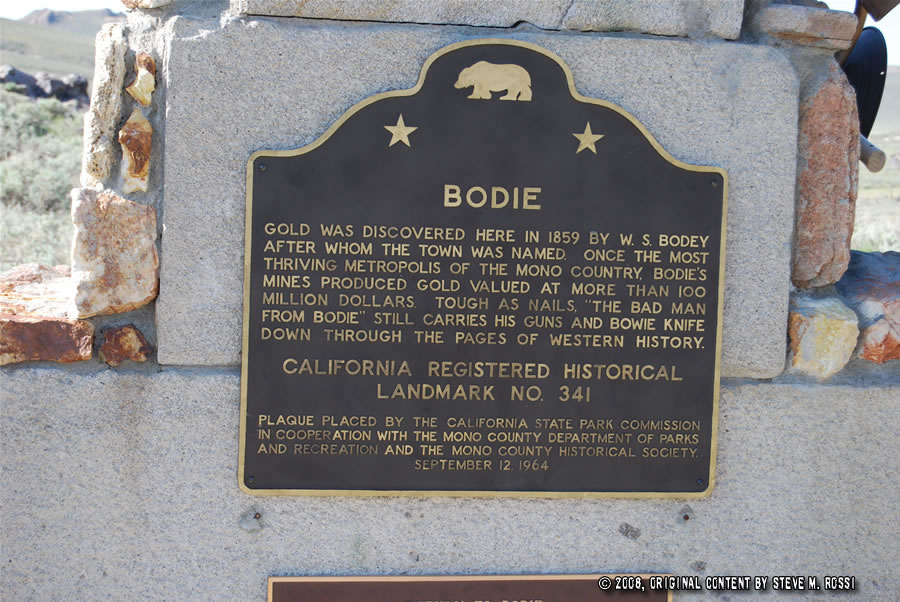 BODIE
GOLD WAS DISCOVERED HERE IN 1859 BY W. S. BODEY
AFTER WHOM THE TOWN WAS NAMED. ONCE THE MOST
THRIVING METROPOLIS OF THE MONO COUNTRY, BODIE'S
MINES PRODUCED GOLD VALUED AT MORE THAN 100
MILLION DOLLARS. TOUGH AS NAILS, "THE BAD MAN
FROM BODIE" STILL CARRIES HIS GUNS AND BOWIE KNIFE
DOWN THROUGH THE PAGES OF WESTERN HISTORY.
CALIFORNIA REGISTERED HISTORICAL
LANDMARK NO. 341
PLAQUE PLACED BY THE CALIFORNIA STATE PARK COMMISSION
IN COOPERATION WITH THE MONO COUNTY DEPARTMENT OF PARKS
AND RECREATION AND THE MONO COUNTY HISTORICAL SOCIETY.
SEPTEMBER 12, 1964
TO BODIE
© 2008, ORIGINAL CONTENT BY STEVE M. ROSSI